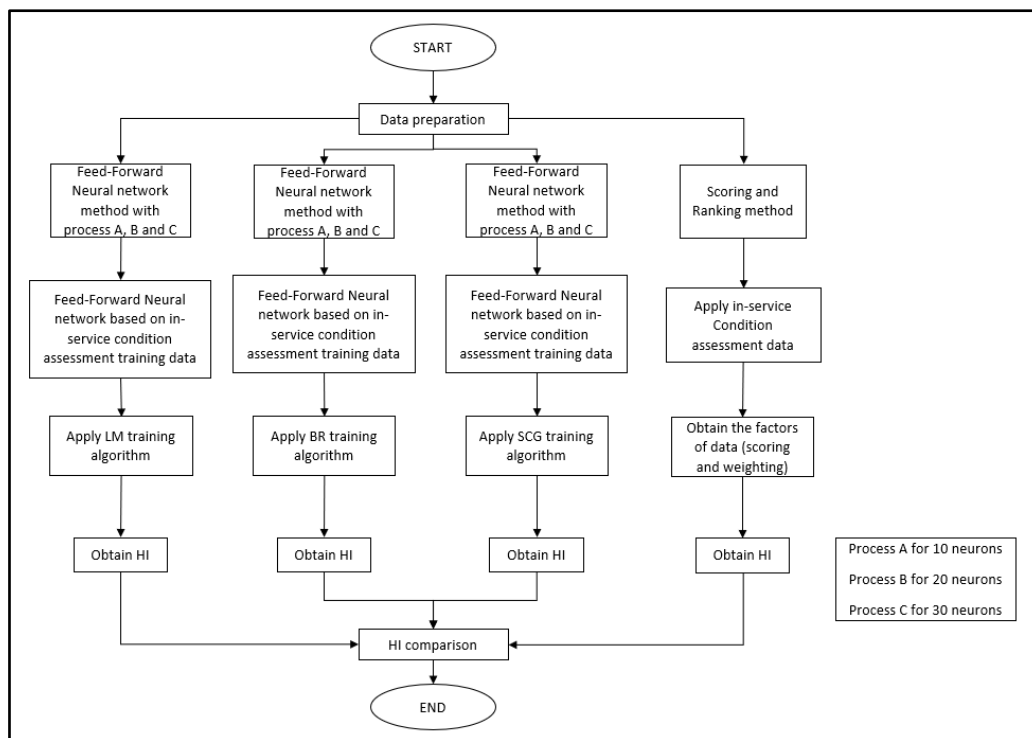 START
Data preparation
Feed-Forward
Neural network
method with
process A, B and C
Feed-Forward
Neural network
method with
process A, B and C
Feed-Forward
Neural network
method with
process A, B and C
Scoring and
Ranking method
Feed-Forward Neural
network based on in-
service condition
assessment training data
Feed-Forward Neural
network based on in-
service condition
assessment training data
Feed-Forward Neural
network based on in-
service condition
assessment training data
Apply in-service
Condition
assessment data
Apply LM training
algorithm
Apply BR training
algorithm
Apply SCG training
algorithm
Obtain the factors
of data (scoring
and weighting)
Obtain HI
Obtain HI
Obtain HI
Obtain HI
Process A for 10 neurons
Process B for 20 neurons
Process C for 30 neurons
HI comparison
END